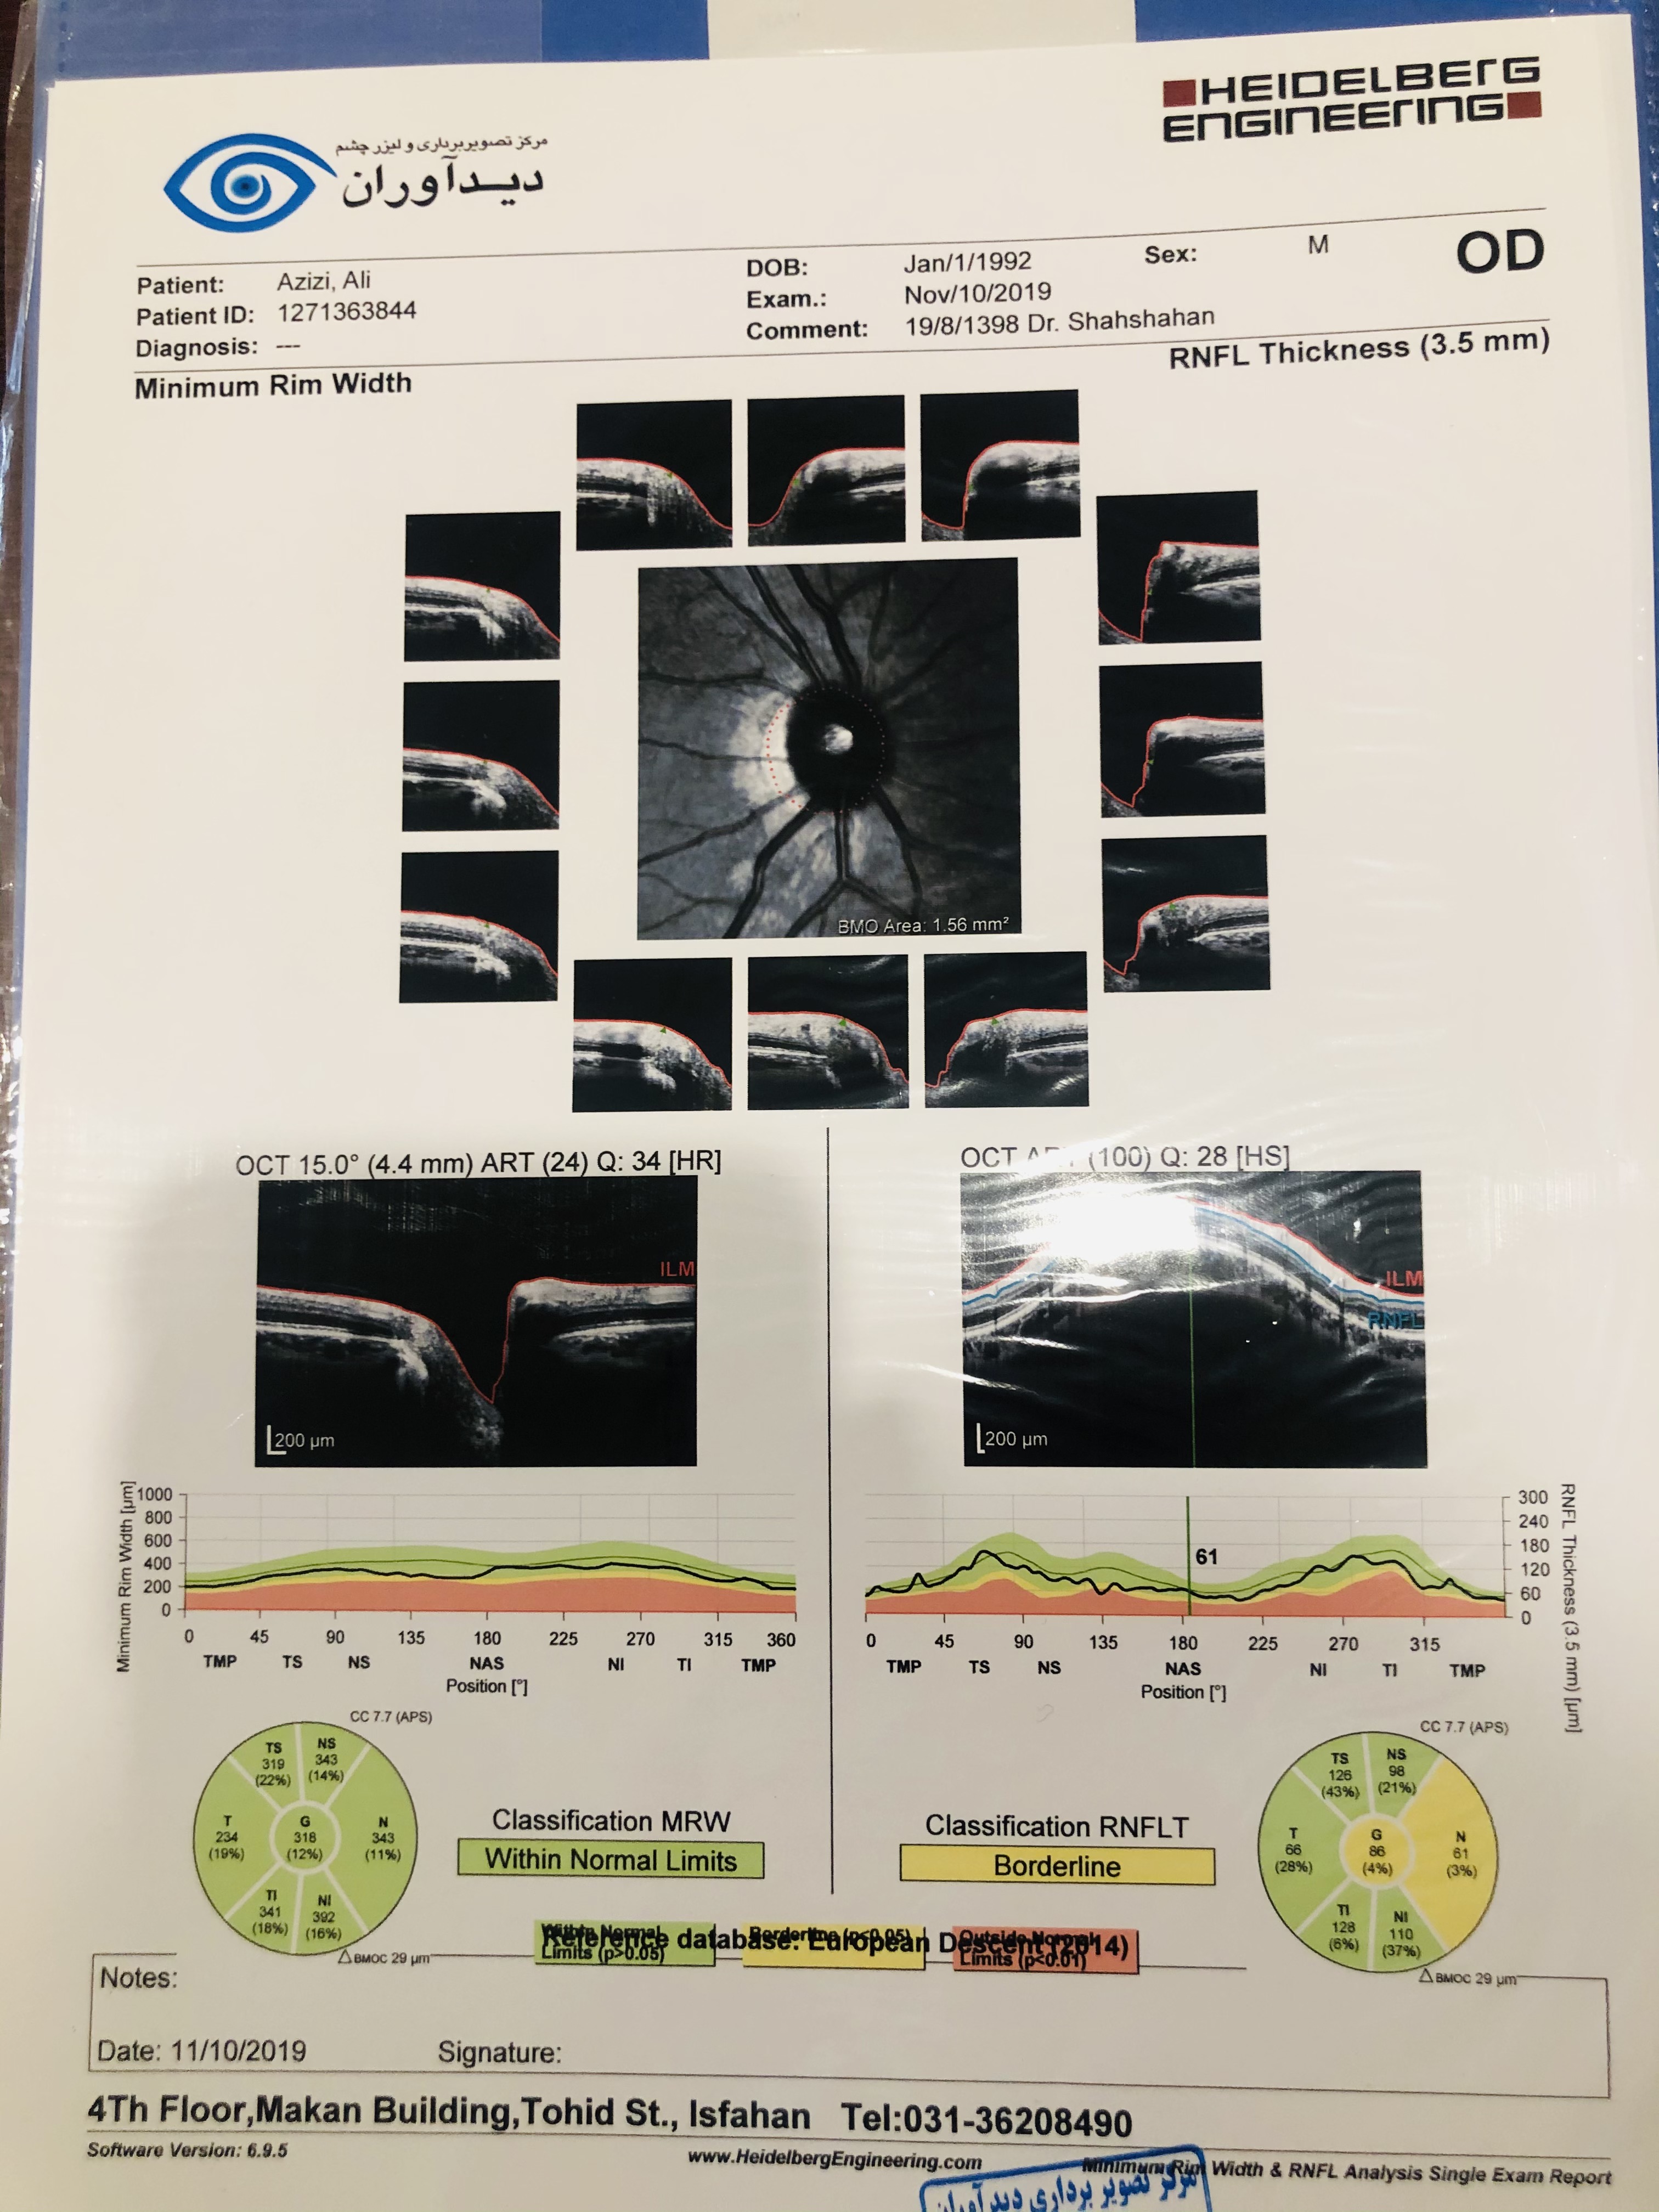 HEIDELBERG
ENGINEERING
مرکز تصویربرداری و لیزر چشم
دیدآوران
Patient: Azizi, Ali
Patient ID: 1271363844
Diagnosis: ---
DOB: Jan/1/1992 Sex: M
Exam.: Nov/10/2019
Comment: 19/8/1398 Dr. Shahshahan
OD
Minimum Rim Width
RNFL Thickness (3.5 mm)
BMO Area: 1.56 mm²
OCT 15.0° (4.4 mm) ART (24) Q: 34 [HR]
ILM
200 µm
OCT ART (100) Q: 28 [HS]
ILM
RNFL
200 µm
Minimum Rim Width [µm]
1000
800
600
400
200
0
0 45 90 135 180 225 270 315 360
TMP TS NS NAS NI TI TMP
Position [°]
61
RNFL Thickness (3.5 mm) [µm]
300
240
180
120
60
0
0 45 90 135 180 225 270 315
TMP TS NS NAS NI TI TMP
Position [°]
CC 7.7 (APS)
TS
319
(22%)
NS
343
(14%)
T
234
(19%)
G
318
(12%)
N
343
(11%)
TI
341
(18%)
NI
392
(16%)
△BMOC 29 µm
Classification MRW
Within Normal Limits
Classification RNFLT
Borderline
CC 7.7 (APS)
TS
126
(43%)
NS
98
(21%)
T
66
(28%)
G
86
(4%)
N
61
(3%)
TI
128
(6%)
NI
110
(37%)
△BMOC 29 µm
Within Normal
Limits (p>0.05)
Borderline (p<0.05)
Outside Normal
Limits (p<0.01)
Reference database: European Descent (2014)
Notes:
Date: 11/10/2019 Signature:
4Th Floor,Makan Building,Tohid St., Isfahan Tel:031-36208490
Software Version: 6.9.5
www.HeidelbergEngineering.com
Minimum Rim Width & RNFL Analysis Single Exam Report
مرکز تصویر برداری دیدآوران